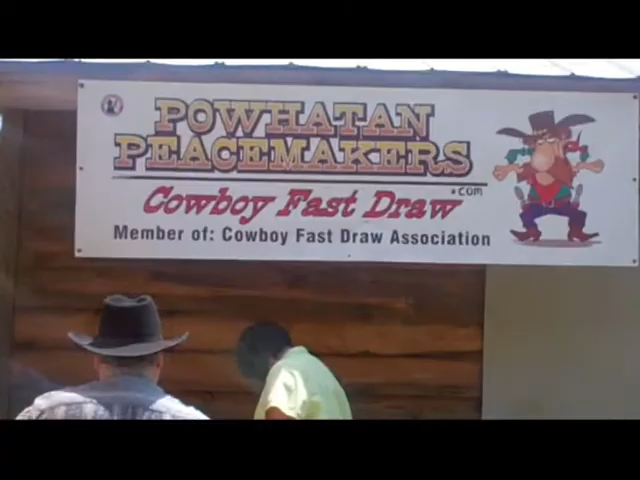 POWHATAN
PEACEMAKERS
.com
Cowboy Fast Draw
Member of: Cowboy Fast Draw Association